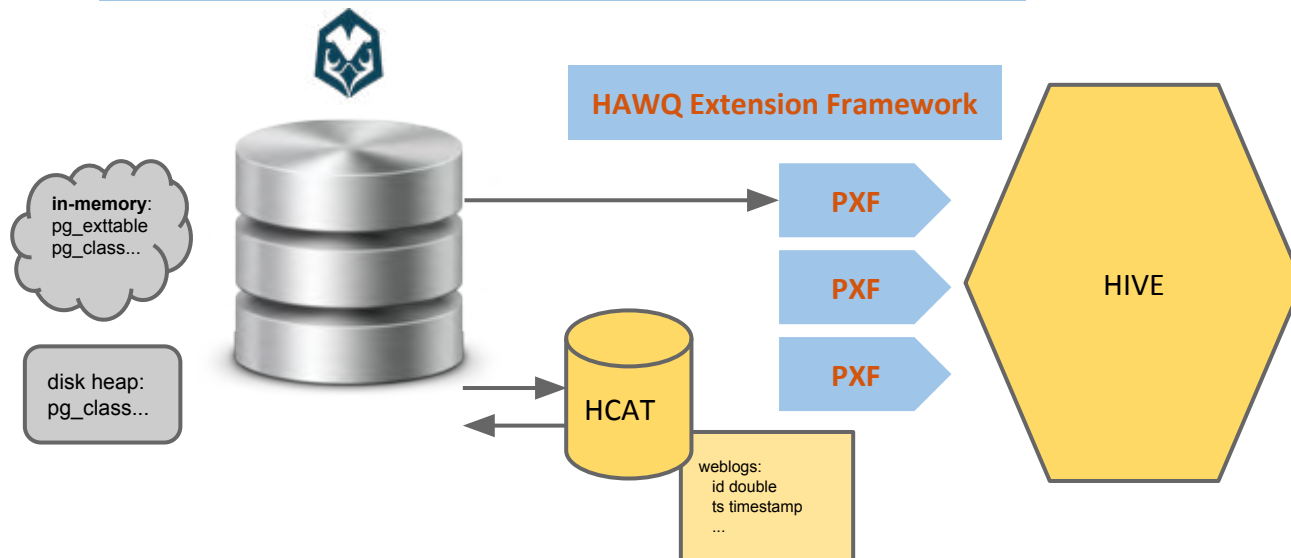 HAWQ Extension Framework
in-memory:
pg_exttable
pg_class...
disk heap:
pg_class...
PXF
PXF
PXF
HIVE
HCAT
weblogs:
id double
ts timestamp
...